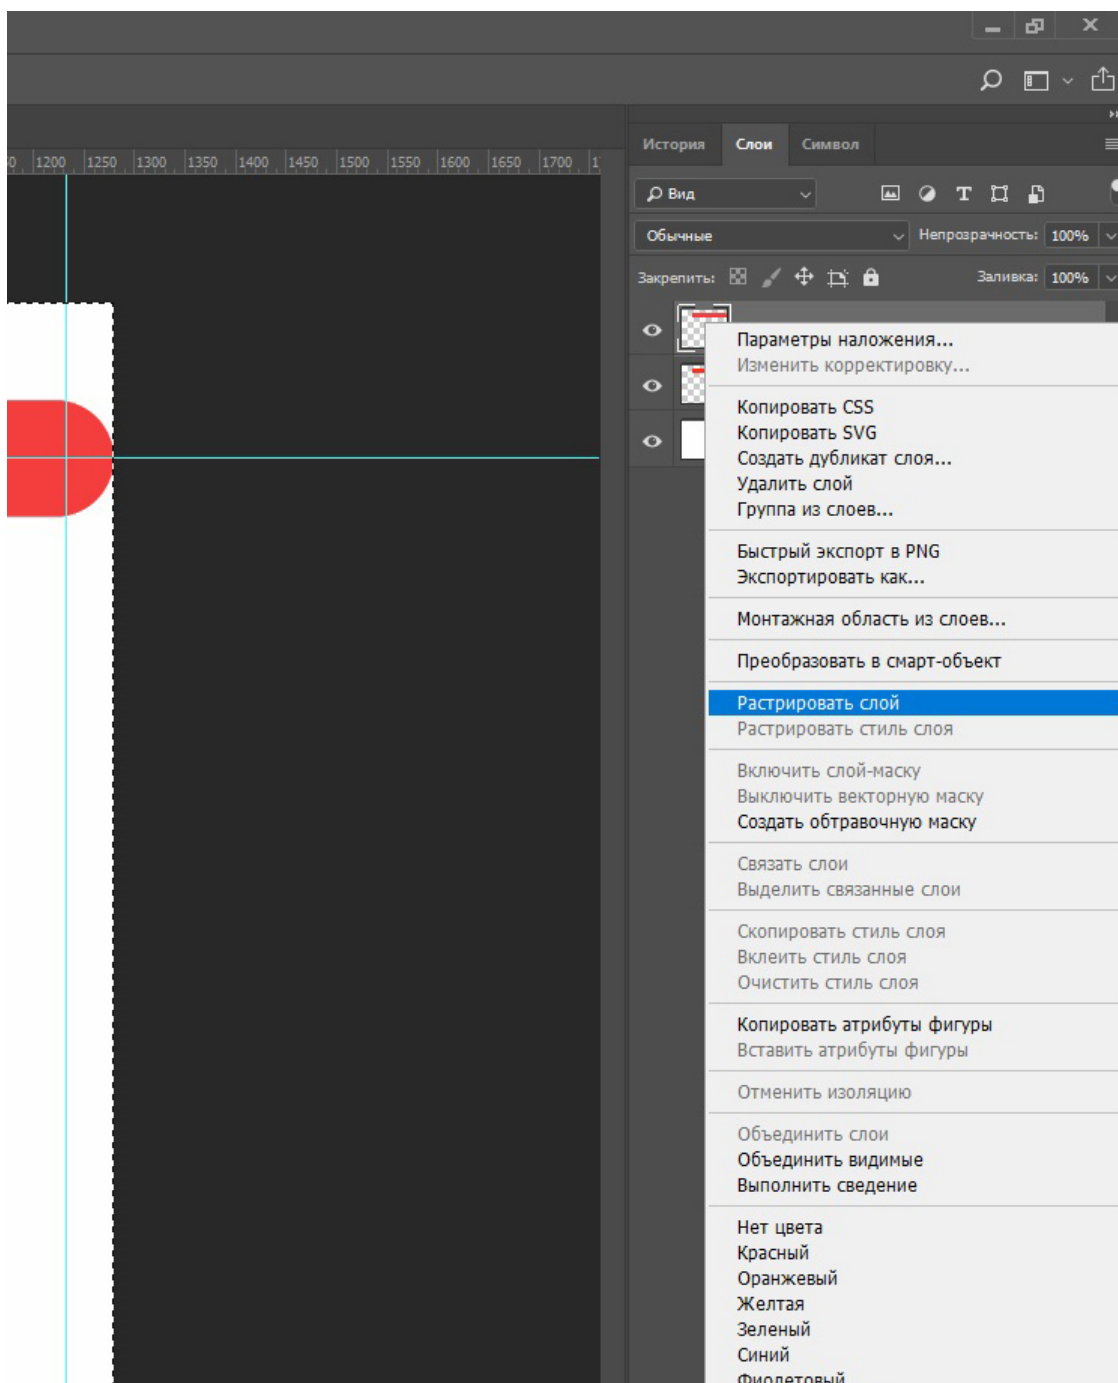 История Слои Символ
1200 1250 1300 1350 1400 1450 1500 1550 1600 1650 1700
Вид
Обычные Непрозрачность: 100%
Закрепить: Заливка: 100%
Параметры наложения...
Изменить корректировку...
Копировать CSS
Копировать SVG
Создать дубликат слоя...
Удалить слой
Группа из слоев...
Быстрый экспорт в PNG
Экспортировать как...
Монтажная область из слоев...
Преобразовать в смарт-объект
Растрировать слой
Растрировать стиль слоя
Включить слой-маску
Выключить векторную маску
Создать обтравочную маску
Связать слои
Выделить связанные слои
Скопировать стиль слоя
Вклеить стиль слоя
Очистить стиль слоя
Копировать атрибуты фигуры
Вставить атрибуты фигуры
Отменить изоляцию
Объединить слои
Объединить видимые
Выполнить сведение
Нет цвета
Красный
Оранжевый
Желтая
Зеленый
Синий
Фиолетовый